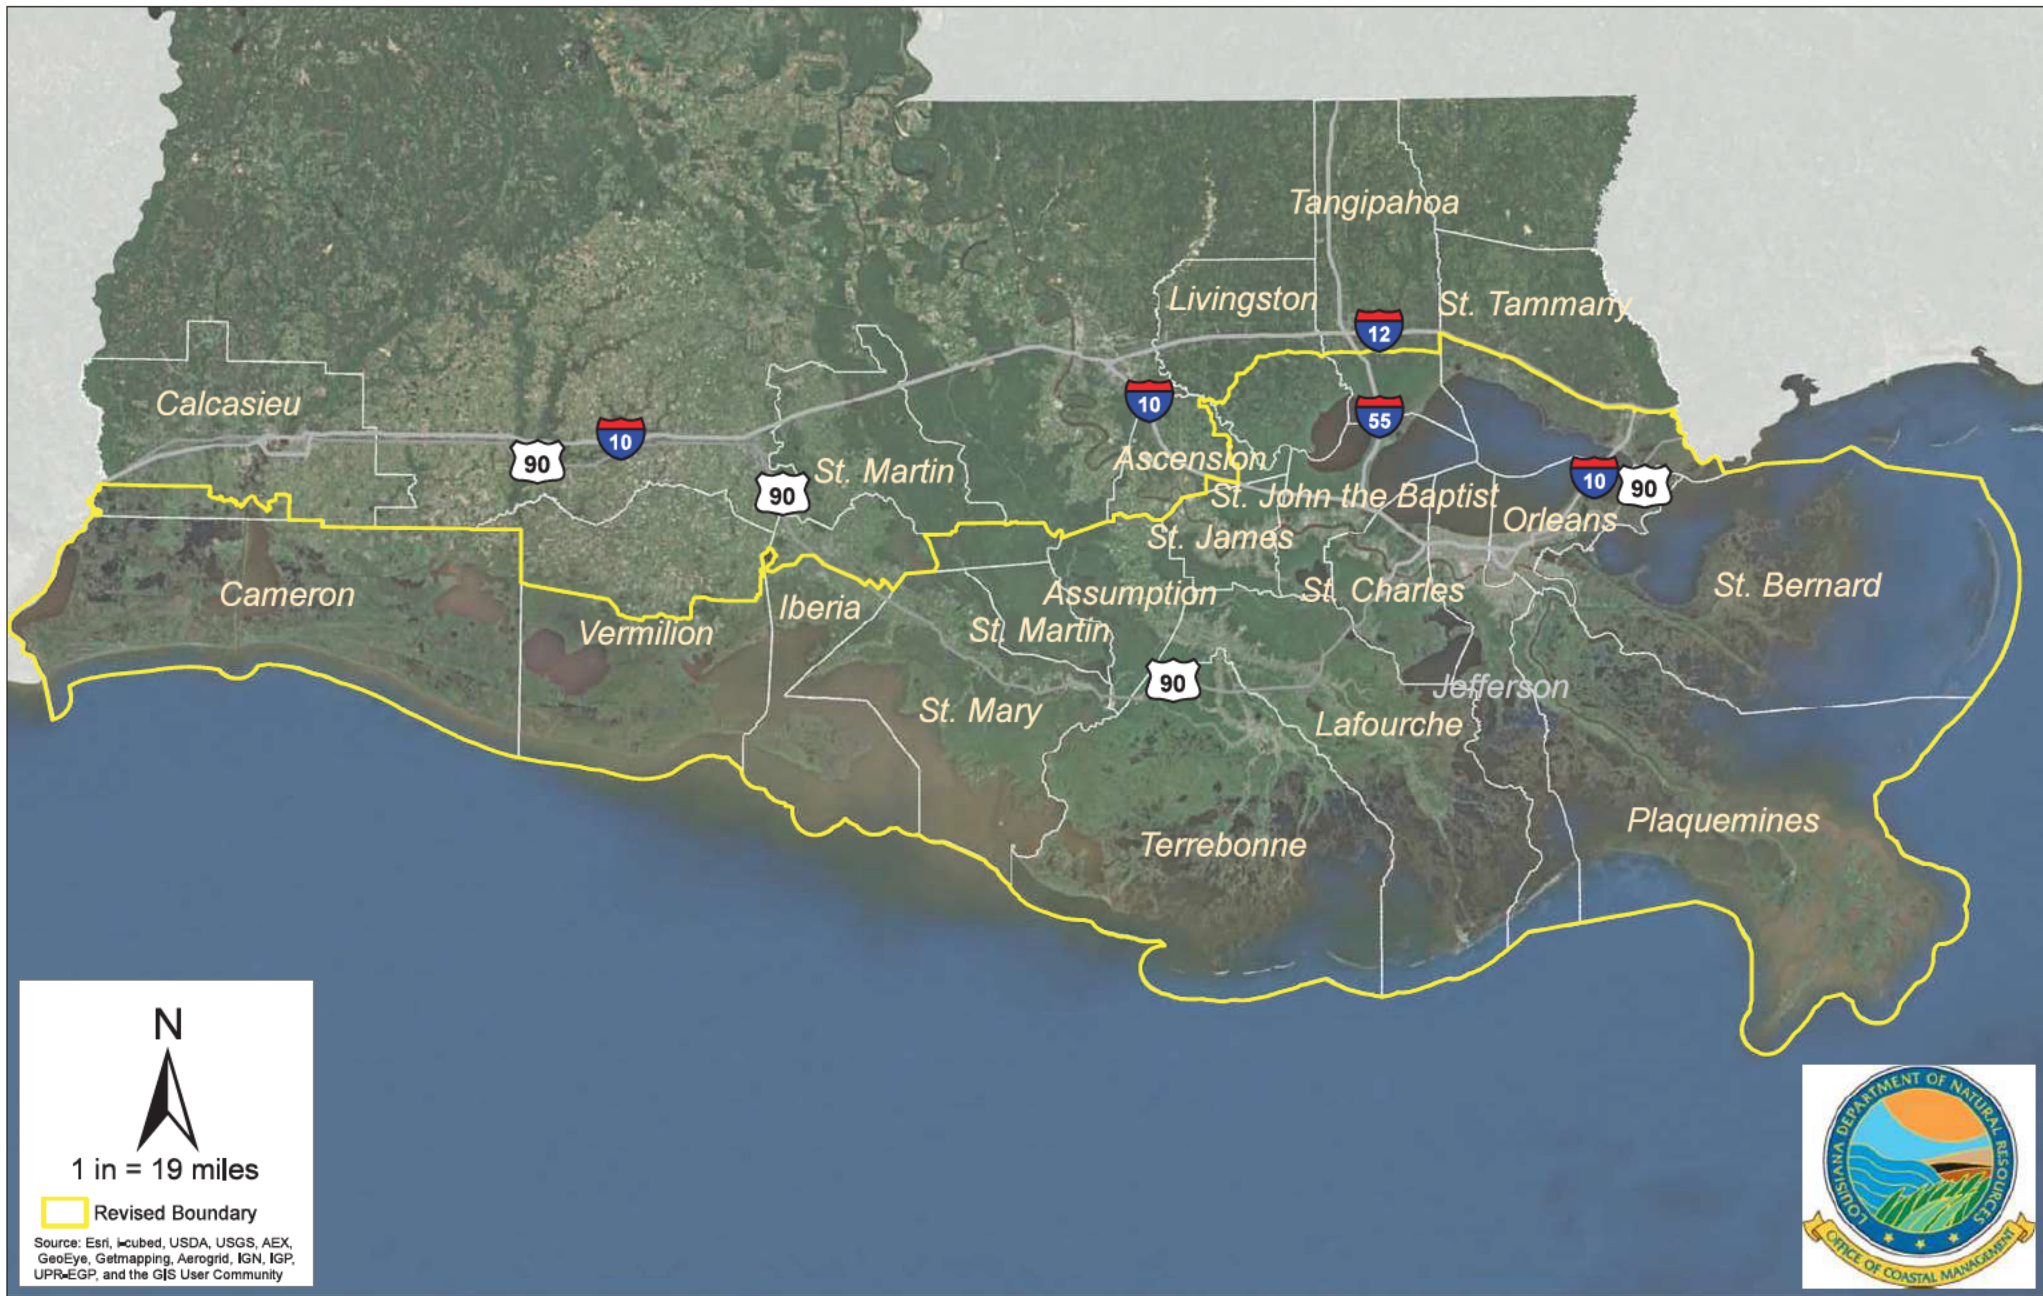 Tangipahoa
Livingston
St. Tammany
12
Calcasieu
10
55
10
90
90
St. Martin
Ascension
10
90
St. John the Baptist
Orleans
St. James
Cameron
Iberia
Assumption
St. Charles
St. Bernard
Vermilion
St. Martin
90
Jefferson
St. Mary
Lafourche
Plaquemines
Terrebonne
N
1 in = 19 miles
Revised Boundary
Source: Esri, i-cubed, USDA, USGS, AEX,
GeoEye, Getmapping, Aerogrid, IGN, IGP,
UPR-EGP, and the GIS User Community
LOUISIANA DEPARTMENT OF NATURAL RESOURCES
OFFICE OF COASTAL MANAGEMENT